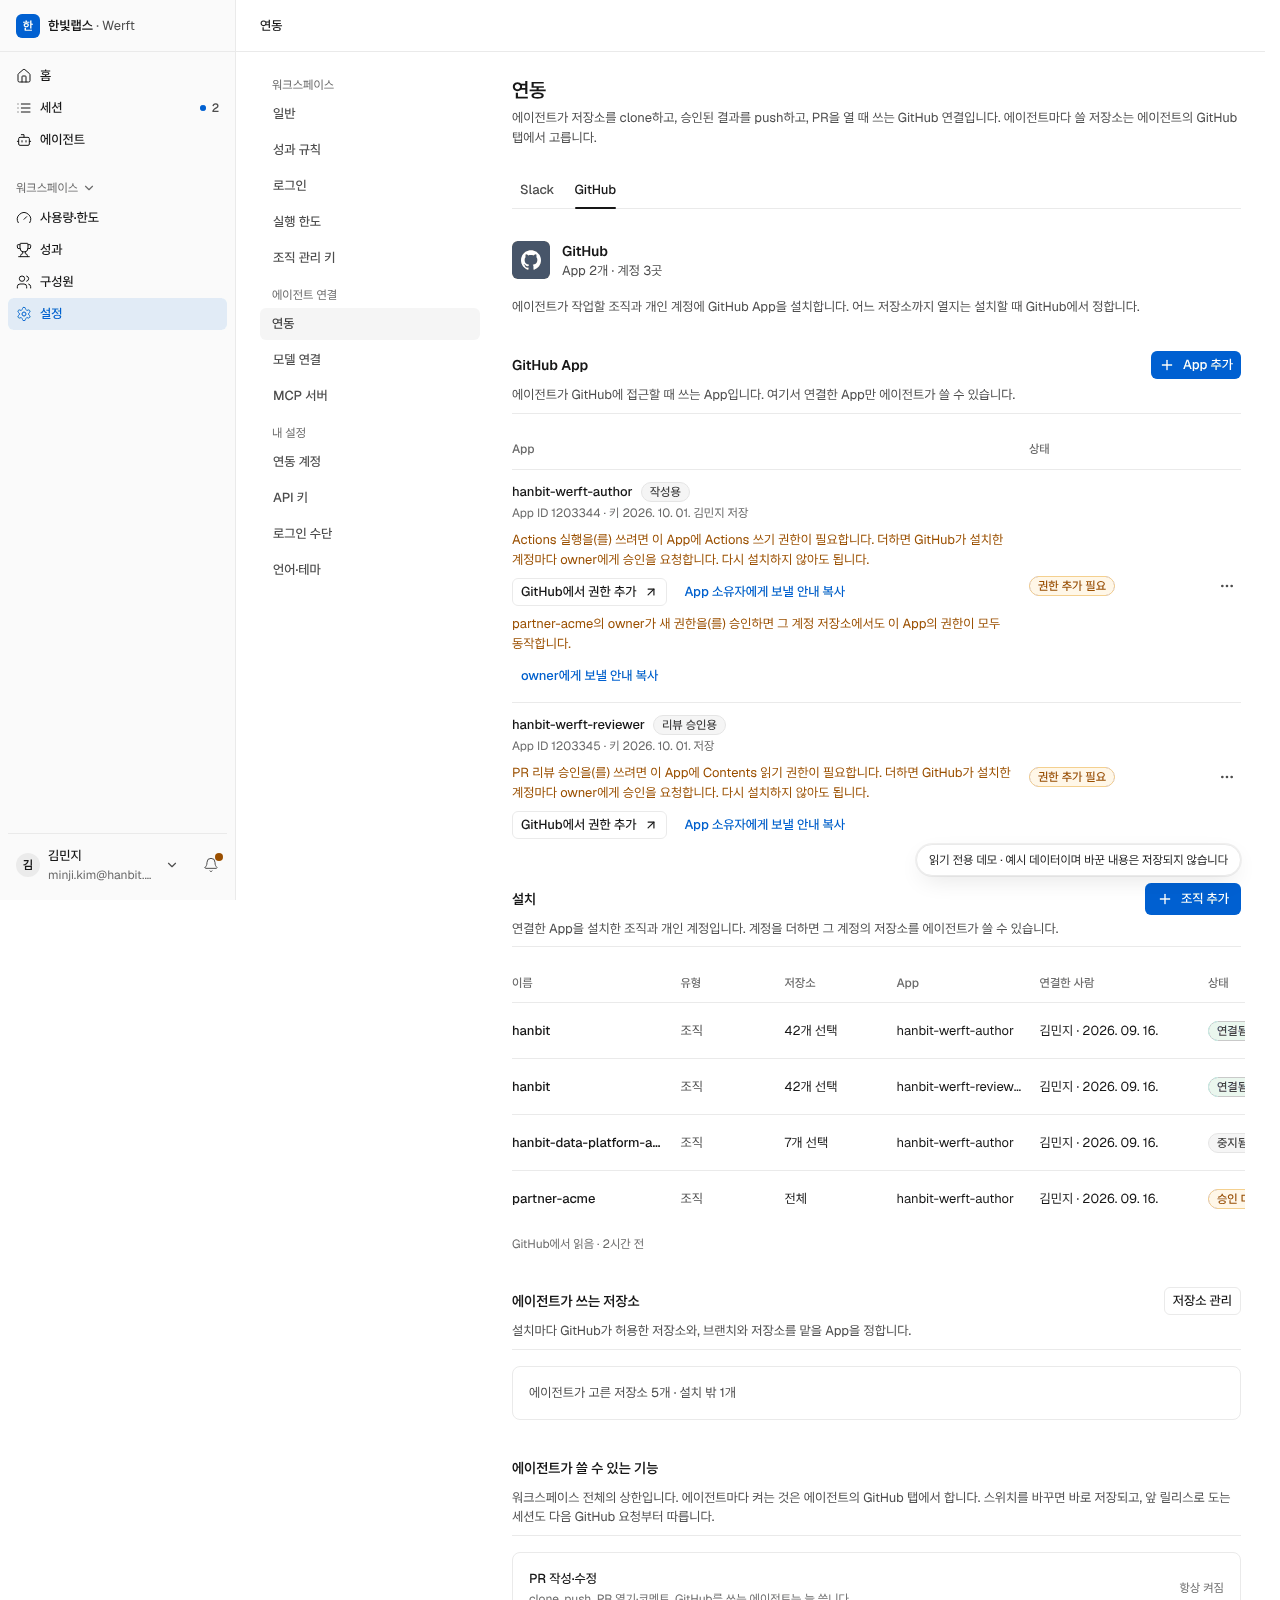 한 한빛랩스 · Werft
홈
세션 2
에이전트
워크스페이스
사용량·한도
성과
구성원
설정
김 김민지
minji.kim@hanbit.…
연동
워크스페이스
일반
성과 규칙
로그인
실행 한도
조직 관리 키
에이전트 연결
연동
모델 연결
MCP 서버
내 설정
연동 계정
API 키
로그인 수단
언어·테마
연동
에이전트가 저장소를 clone하고, 승인된 결과를 push하고, PR을 열 때 쓰는 GitHub 연결입니다. 에이전트마다 쓸 저장소는 에이전트의 GitHub
탭에서 고릅니다.
Slack GitHub
GitHub
App 2개 · 계정 3곳
에이전트가 작업할 조직과 개인 계정에 GitHub App을 설치합니다. 어느 저장소까지 열지는 설치할 때 GitHub에서 정합니다.
GitHub App App 추가
에이전트가 GitHub에 접근할 때 쓰는 App입니다. 여기서 연결한 App만 에이전트가 쓸 수 있습니다.
App 상태
hanbit-werft-author 작성용
App ID 1203344 · 키 2026. 10. 01. 김민지 저장
Actions 실행을(를) 쓰려면 이 App에 Actions 쓰기 권한이 필요합니다. 더하면 GitHub가 설치한
계정마다 owner에게 승인을 요청합니다. 다시 설치하지 않아도 됩니다.
GitHub에서 권한 추가 App 소유자에게 보낼 안내 복사
권한 추가 필요
partner-acme의 owner가 새 권한을(를) 승인하면 그 계정 저장소에서도 이 App의 권한이 모두
동작합니다.
owner에게 보낼 안내 복사
hanbit-werft-reviewer 리뷰 승인용
App ID 1203345 · 키 2026. 10. 01. 저장
PR 리뷰 승인을(를) 쓰려면 이 App에 Contents 읽기 권한이 필요합니다. 더하면 GitHub가 설치한
계정마다 owner에게 승인을 요청합니다. 다시 설치하지 않아도 됩니다.
권한 추가 필요
GitHub에서 권한 추가 App 소유자에게 보낼 안내 복사
읽기 전용 데모 · 예시 데이터이며 바꾼 내용은 저장되지 않습니다
설치 조직 추가
연결한 App을 설치한 조직과 개인 계정입니다. 계정을 더하면 그 계정의 저장소를 에이전트가 쓸 수 있습니다.
이름 유형 저장소 App 연결한 사람 상태
hanbit 조직 42개 선택 hanbit-werft-author 김민지 · 2026. 09. 16. 연결됨
hanbit 조직 42개 선택 hanbit-werft-review… 김민지 · 2026. 09. 16. 연결됨
hanbit-data-platform-a… 조직 7개 선택 hanbit-werft-author 김민지 · 2026. 09. 16. 중지됨
partner-acme 조직 전체 hanbit-werft-author 김민지 · 2026. 09. 16. 승인
GitHub에서 읽음 · 2시간 전
에이전트가 쓰는 저장소 저장소 관리
설치마다 GitHub가 허용한 저장소와, 브랜치와 저장소를 맡을 App을 정합니다.
에이전트가 고른 저장소 5개 · 설치 밖 1개
에이전트가 쓸 수 있는 기능
워크스페이스 전체의 상한입니다. 에이전트마다 켜는 것은 에이전트의 GitHub 탭에서 합니다. 스위치를 바꾸면 바로 저장되고, 앞 릴리스로 도는
세션도 다음 GitHub 요청부터 따릅니다.
PR 작성·수정 항상 켜짐
clone, push, PR 열기·코멘트. GitHub를 쓰는 에이전트는 늘 씁니다.